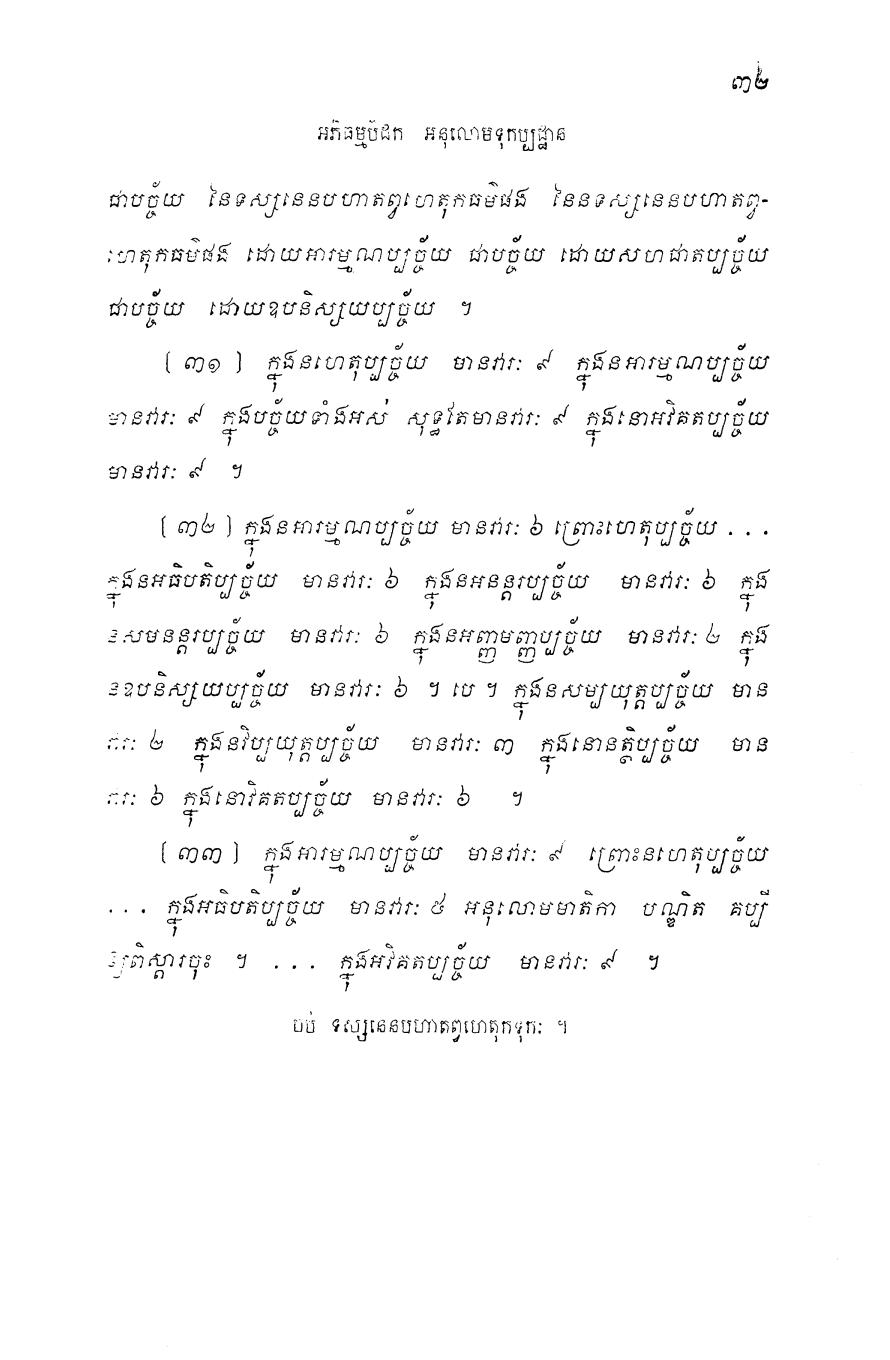 ៣២
អភិធម្មបិដក អនុលោមទុកប្បដ្ឋាន
ជាបច្ច័យ នៃទស្សនេនបហាតព្វហេតុកធម៌ផង នៃនទស្សនេនបហាតព្វ-
ហេតុកធម៌ផង ដោយអារម្មណប្បច្ច័យ ជាបច្ច័យ ដោយសហជាតប្បច្ច័យ
ជាបច្ច័យ ដោយឧបនិស្សយប្បច្ច័យ ។
[ ៣១ ] ក្នុងនហេតុប្បច្ច័យ មានវារៈ ៩ ក្នុងនអារម្មណប្បច្ច័យ
មានវារៈ ៩ ក្នុងបច្ច័យទាំងអស់ សុទ្ធតែមានវារៈ ៩ ក្នុងនោអវិគតប្បច្ច័យ
មានវារៈ ៩ ។
[ ៣២ ] ក្នុងនអារម្មណប្បច្ច័យ មានវារៈ ៦ ព្រោះហេតុប្បច្ច័យ . . .
ក្នុងនអធិបតិប្បច្ច័យ មានវារៈ ៦ ក្នុងនអនន្តរប្បច្ច័យ មានវារៈ ៦ ក្នុង
នសមនន្តរប្បច្ច័យ មានវារៈ ៦ ក្នុងនអញ្ញមញ្ញប្បច្ច័យ មានវារៈ ២ ក្នុង
នឧបនិស្សយប្បច្ច័យ មានវារៈ ៦ ។ បេ ។ ក្នុងនសម្បយុត្តប្បច្ច័យ មាន
វារៈ ២ ក្នុងនវិប្បយុត្តប្បច្ច័យ មានវារៈ ៣ ក្នុងនោនត្ថិប្បច្ច័យ មាន
វារៈ ៦ ក្នុងនោវិគតប្បច្ច័យ មានវារៈ ៦ ។
[ ៣៣ ] ក្នុងអារម្មណប្បច្ច័យ មានវារៈ ៩ ព្រោះនហេតុប្បច្ច័យ
. . . ក្នុងអធិបតិប្បច្ច័យ មានវារៈ ៥ អនុលោមមាតិកា បណ្ឌិត គប្បី
ឲ្យពិស្តារចុះ ។ . . . ក្នុងអវិគតប្បច្ច័យ មានវារៈ ៩ ។
ចប់ ទស្សនេនបហាតព្វហេតុកទុកៈ ។